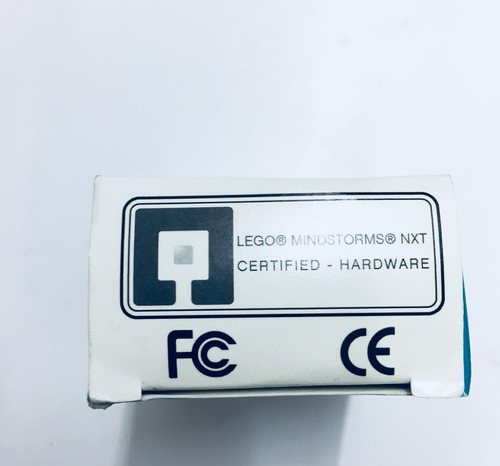 LEGO® MINDSTORMS® NXT
CERTIFIED - HARDWARE
FC CE